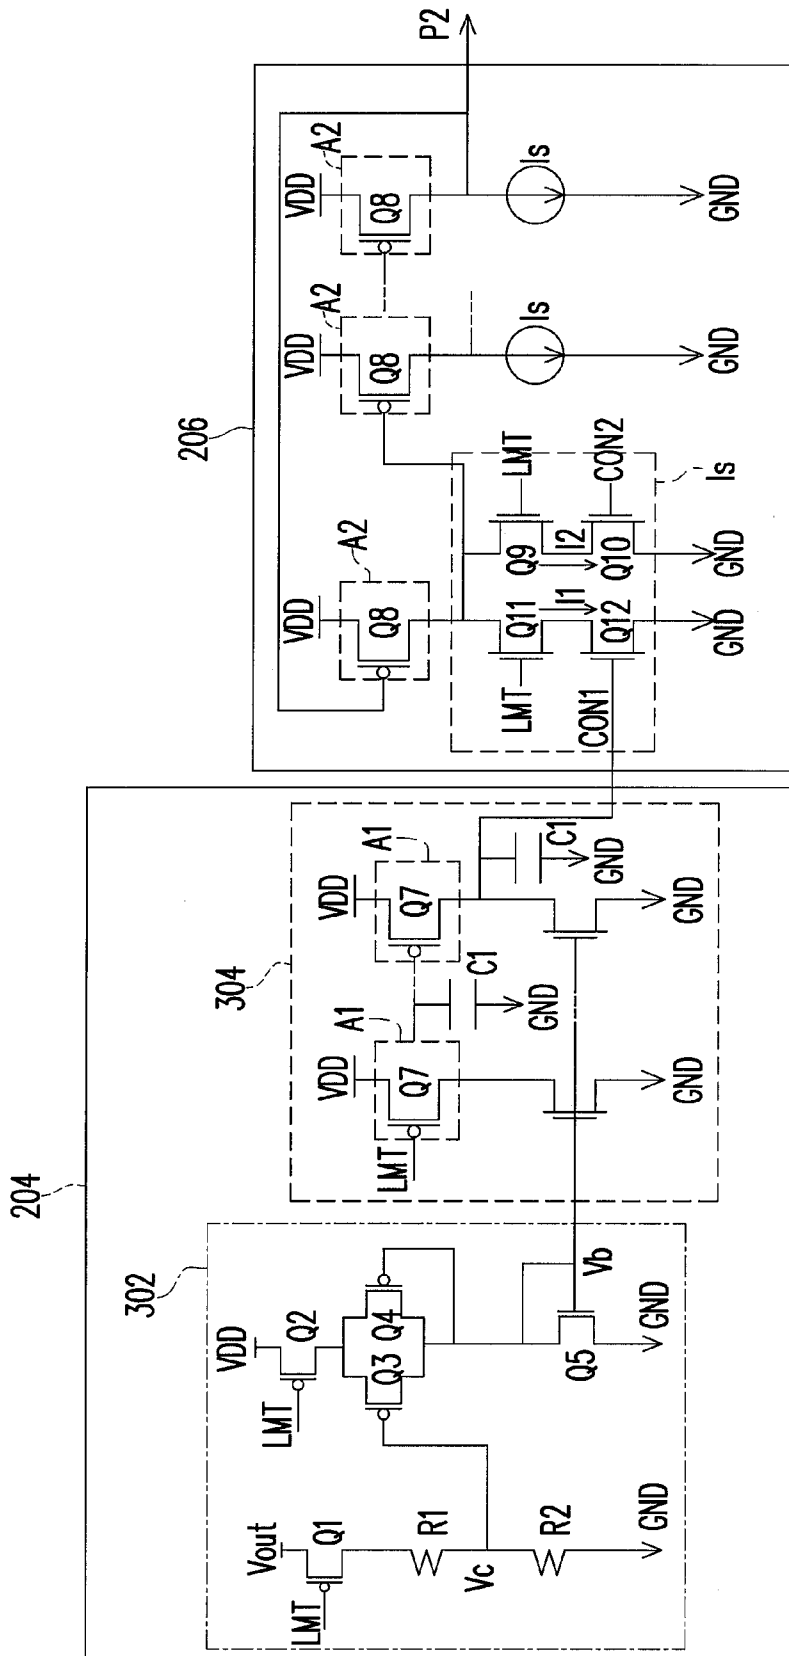 204
302
VDD
LMT
Q2
Q3
Q4
Vout
LMT
Q1
R1
Vc
R2
GND
Vb
Q5
GND
304
VDD
A1
Q7
LMT
C1
GND
GND
VDD
A1
Q7
C1
GND
GND
206
VDD
A2
Q8
LMT
Q11
I1
CON1
Q12
GND
Q9
LMT
I2
Q10
CON2
GND
Is
VDD
A2
Q8
Is
GND
VDD
A2
Q8
Is
GND
P2